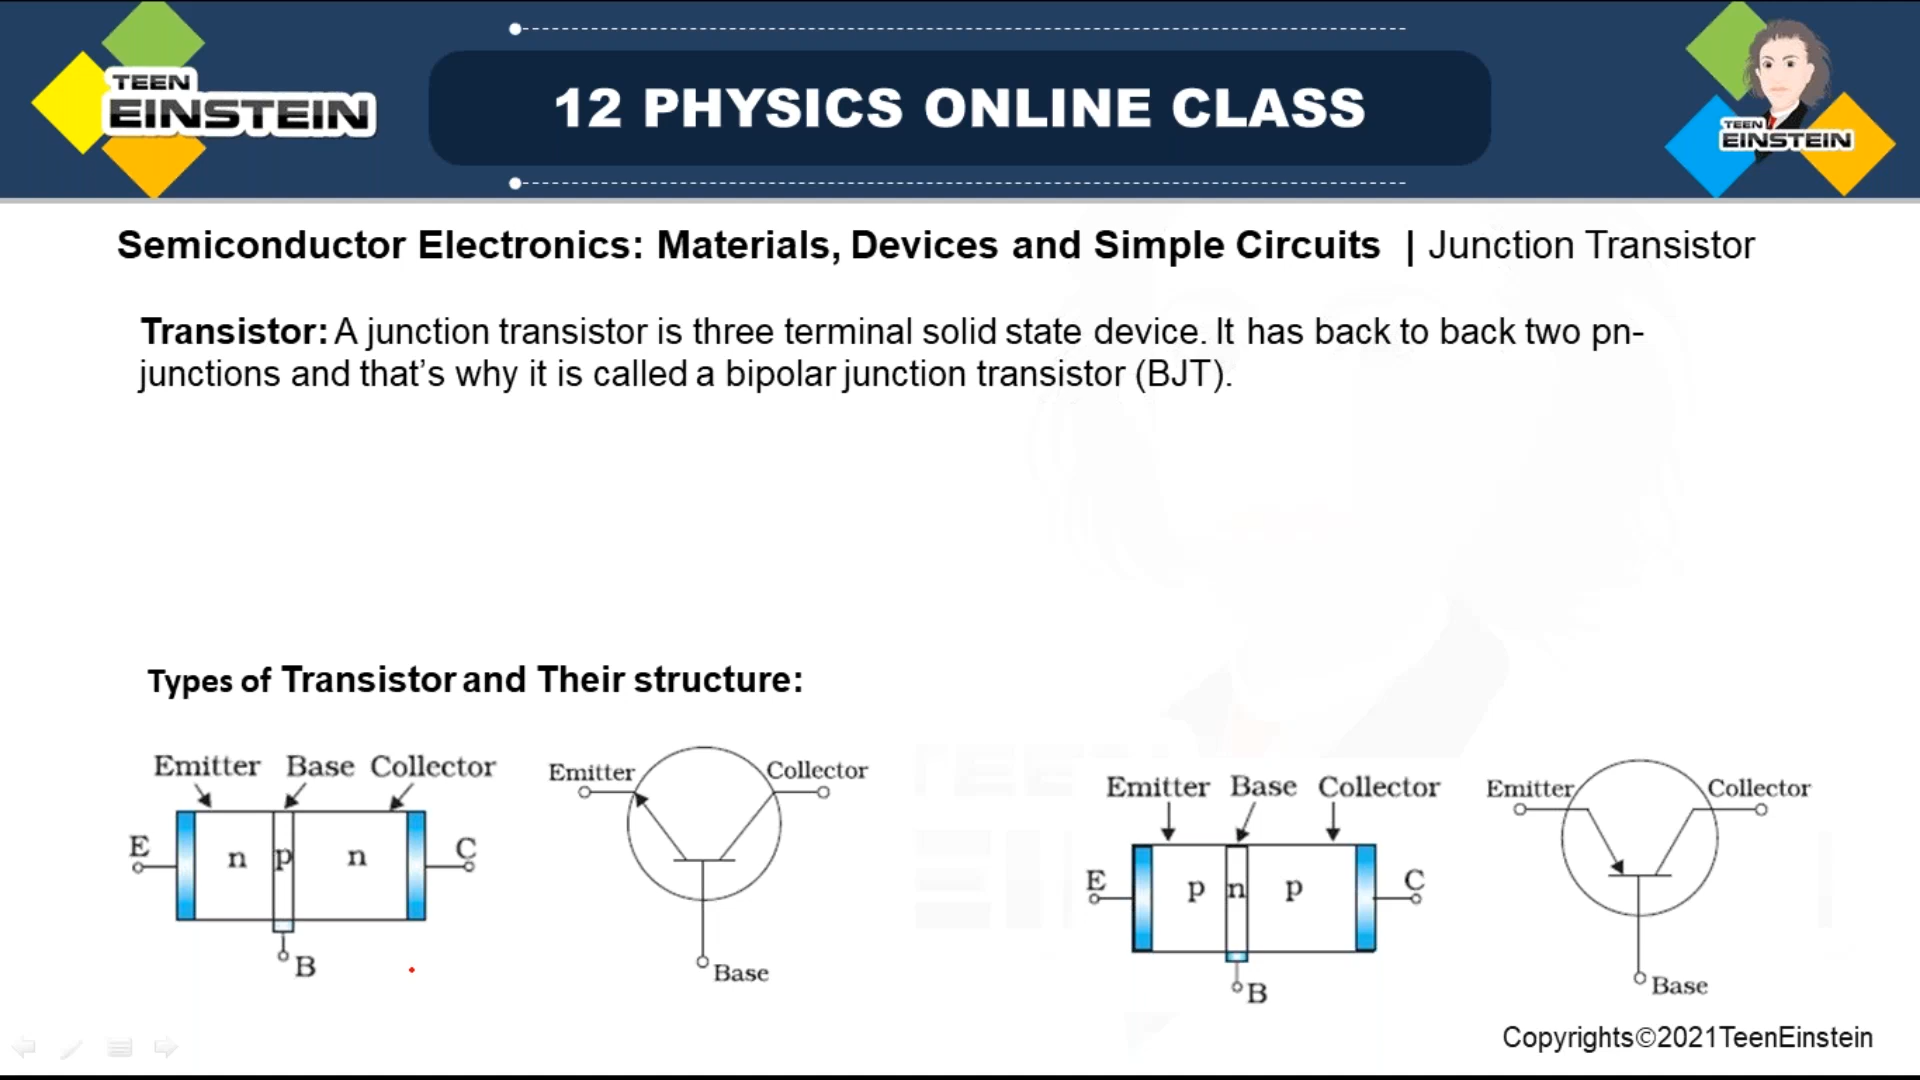 TEEN
EINSTEIN
12 PHYSICS ONLINE CLASS
TEEN
EINSTEIN
Semiconductor Electronics: Materials, Devices and Simple Circuits | Junction Transistor
Transistor: A junction transistor is three terminal solid state device. It has back to back two pn-
junctions and that's why it is called a bipolar junction transistor (BJT).
Types of Transistor and Their structure:
Emitter Base Collector
E n p n C
B
Emitter Collector
Base
Emitter Base Collector
E p n p C
B
Emitter Collector
Base
Copyrights©2021TeenEinstein